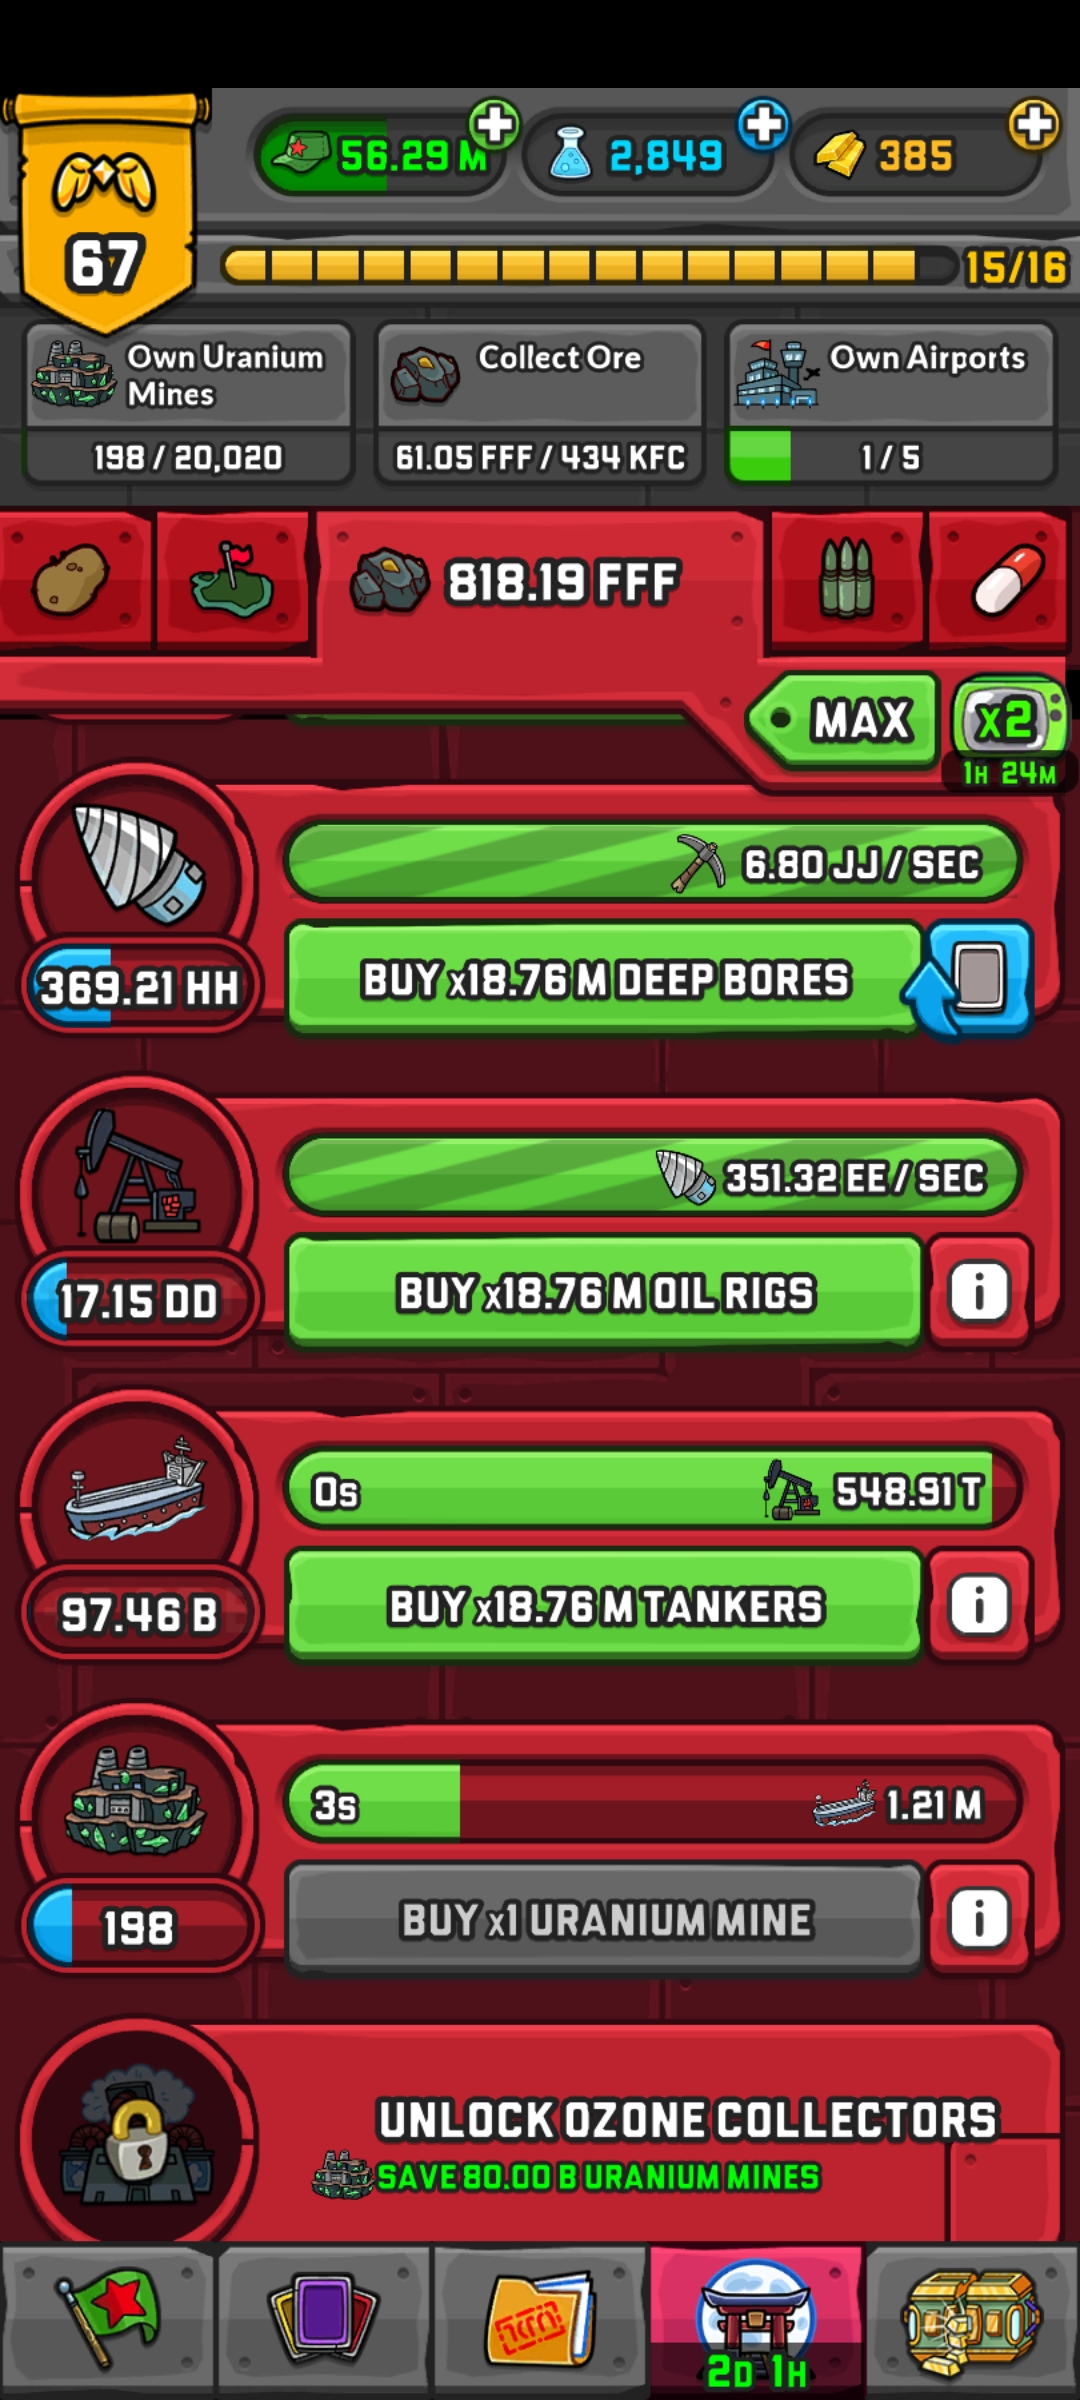 56.29 M
2,849
385
67
15/16
Own Uranium
Mines
198 / 20,020
Collect Ore
61.05 FFF / 434 KFC
Own Airports
1 / 5
818.19 FFF
MAX
x2
1H 24M
6.80 JJ / SEC
369.21 HH
BUY x18.76 M DEEP BORES
351.32 EE / SEC
17.15 DD
BUY x18.76 M OIL RIGS
0s
548.91 T
97.46 B
BUY x18.76 M TANKERS
3s
1.21 M
198
BUY x1 URANIUM MINE
UNLOCK OZONE COLLECTORS
SAVE 80.00 B URANIUM MINES
2D 1H